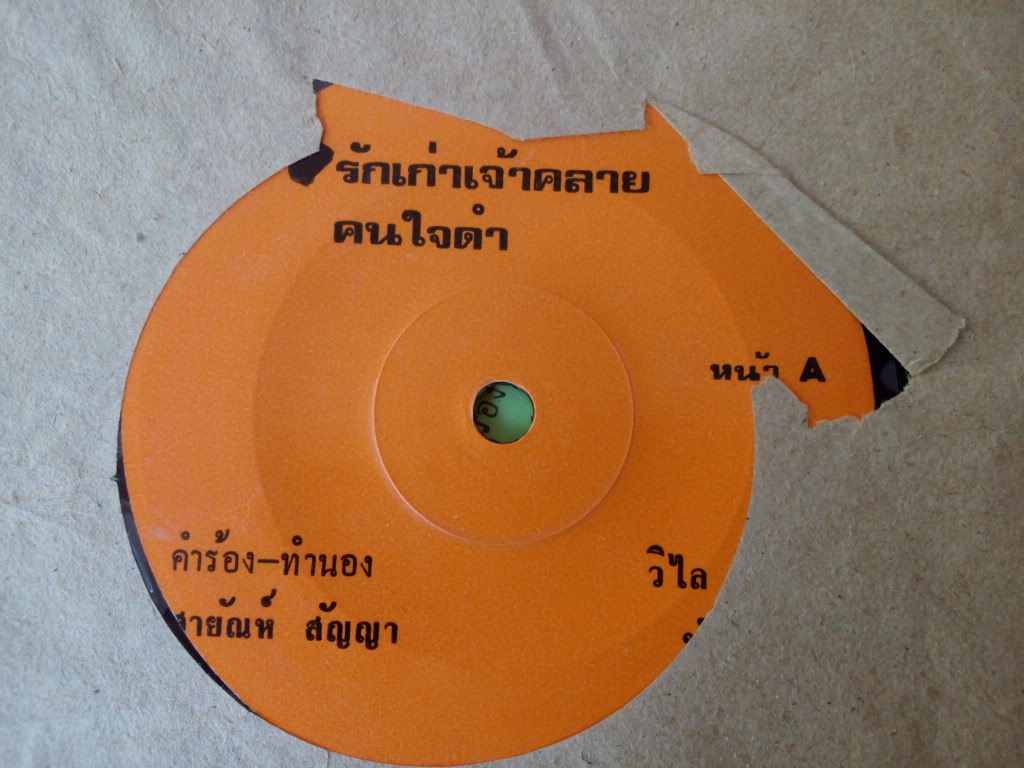 รักเก่าเจ้าคลาย
คนใจดำ
หน้า A
คำร้อง–ทำนอง
สายัณห์ สัญญา
วิไล